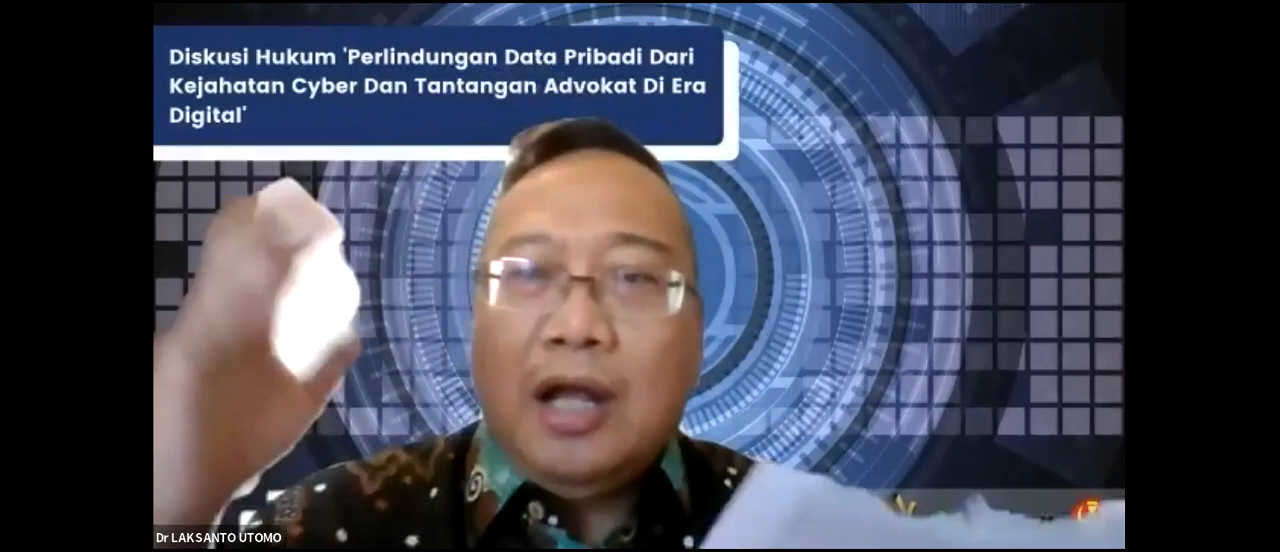 Diskusi Hukum 'Perlindungan Data Pribadi Dari
Kejahatan Cyber Dan Tantangan Advokat Di Era
Digital'
Dr LAKSANTO UTOMO